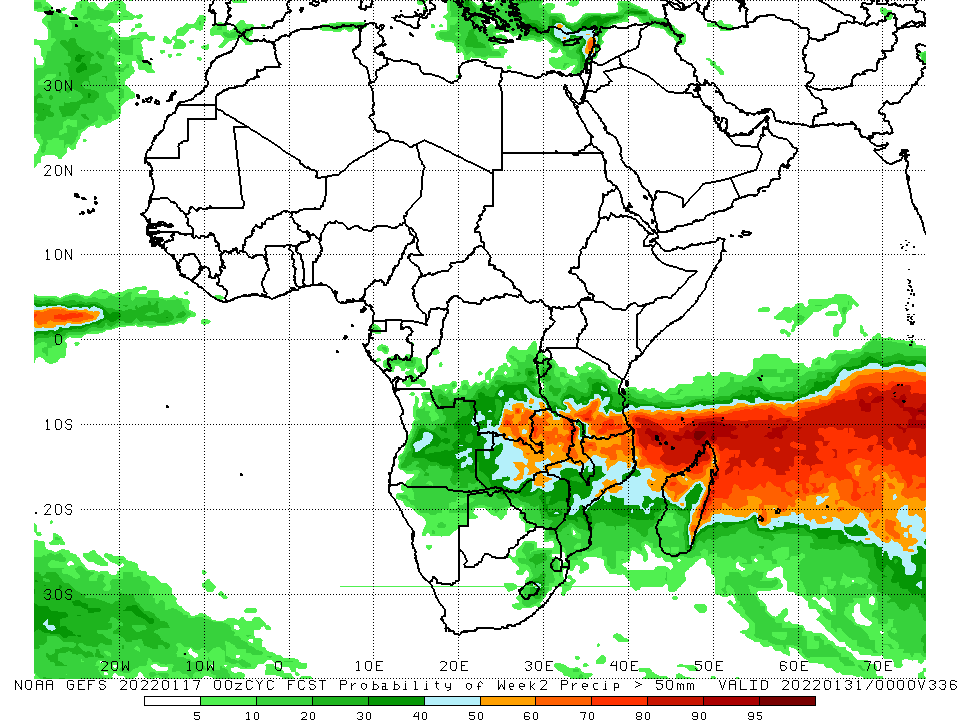 30N
20N
10N
0
10S
20S
30S
20W 10W 0 10E 20E 30E 40E 50E 60E 70E
NOAA GEFS 20220117 00zCYC FCST Probability of Week2 Precip > 50mm VALID 20220131/0000V336
5 10 20 30 40 50 60 70 80 90 95